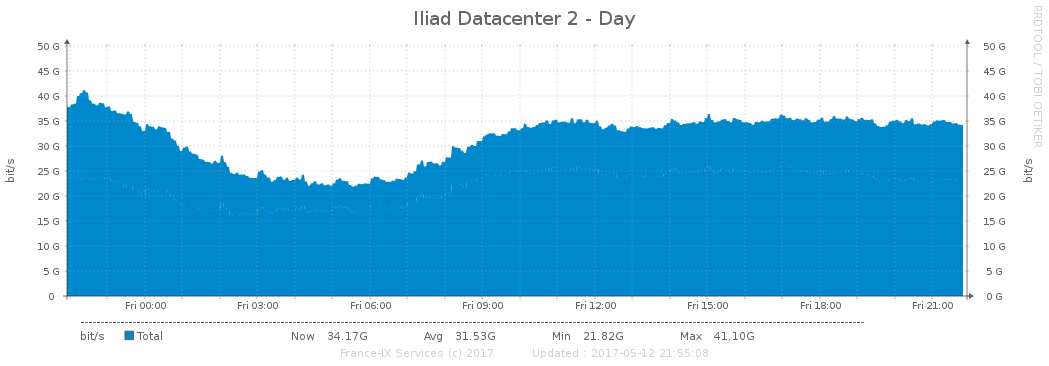 Iliad Datacenter 2 - Day
RRDTOOL / TOBI OETIKER
50 G 50 G
45 G 45 G
40 G 40 G
35 G 35 G
30 G 30 G
25 G 25 G
20 G 20 G
15 G 15 G
10 G 10 G
5 G 5 G
0 0 G
bit/s bit/s
Fri 00:00 Fri 03:00 Fri 06:00 Fri 09:00 Fri 12:00 Fri 15:00 Fri 18:00 Fri 21:00
bit/s Total Now 34.17G Avg 31.53G Min 21.82G Max 41.10G
France-IX Services (c) 2017 Updated : 2017-05-12 21:55:08